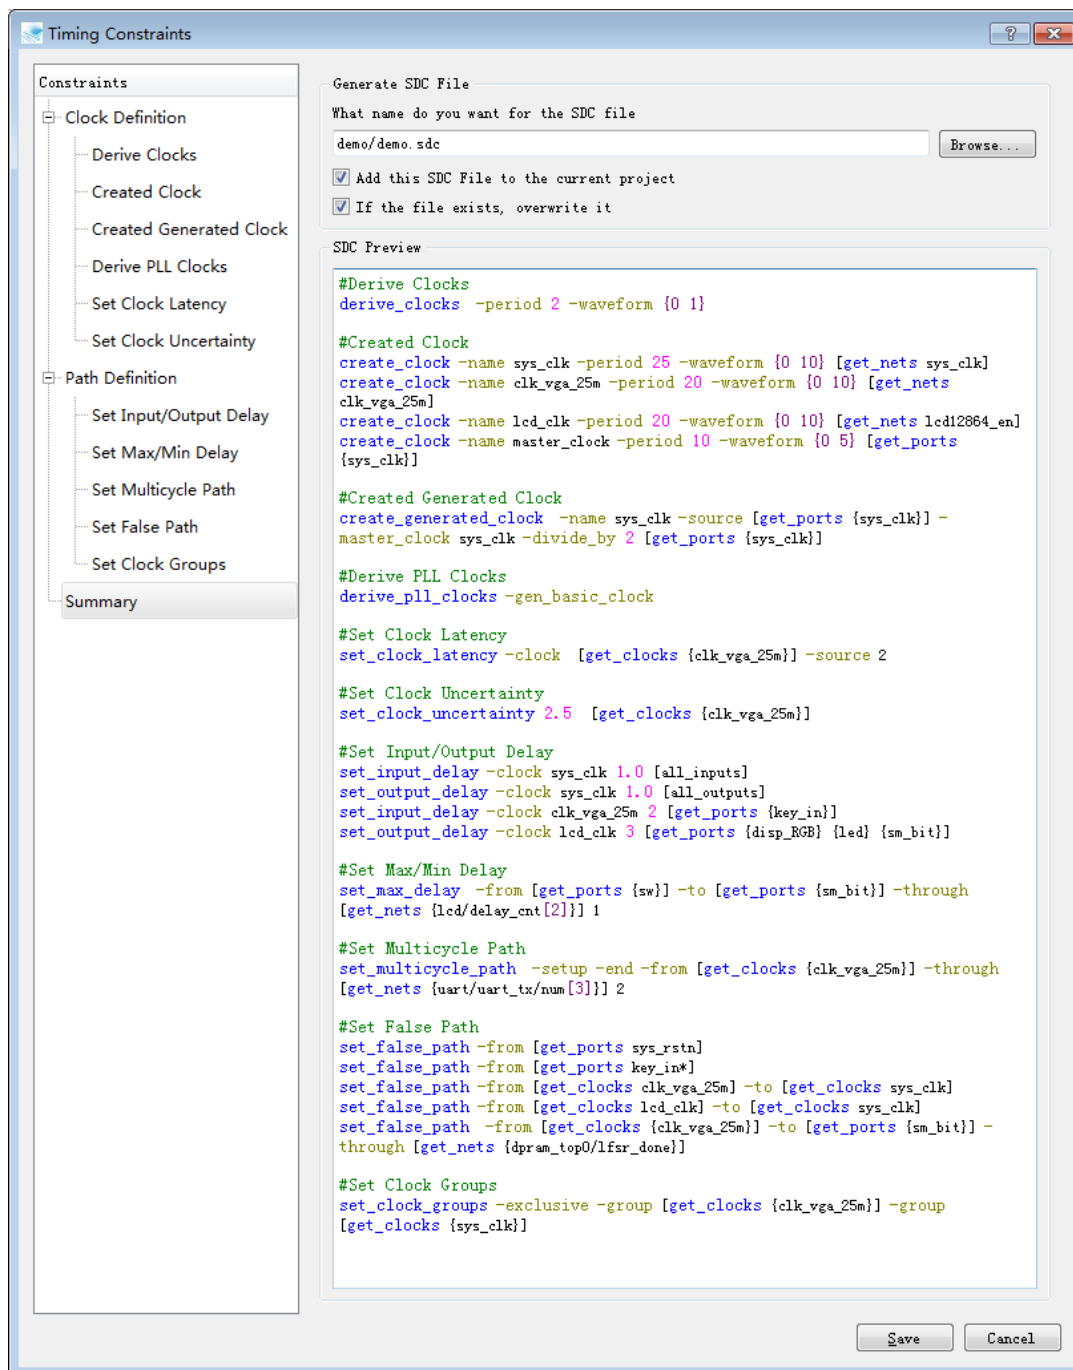 Timing Constraints
Constraints
Clock Definition
Derive Clocks
Created Clock
Created Generated Clock
Derive PLL Clocks
Set Clock Latency
Set Clock Uncertainty
Path Definition
Set Input/Output Delay
Set Max/Min Delay
Set Multicycle Path
Set False Path
Set Clock Groups
Summary
Generate SDC File
What name do you want for the SDC file
demo/demo.sdc
Browse...
Add this SDC File to the current project
If the file exists, overwrite it
SDC Preview
#Derive Clocks
derive_clocks -period 2 -waveform {0 1}
#Created Clock
create_clock -name sys_clk -period 25 -waveform {0 10} [get_nets sys_clk]
create_clock -name clk_vga_25m -period 20 -waveform {0 10} [get_nets
clk_vga_25m]
create_clock -name lcd_clk -period 20 -waveform {0 10} [get_nets lcd12864_en]
create_clock -name master_clock -period 10 -waveform {0 5} [get_ports
{sys_clk}]
#Created Generated Clock
create_generated_clock -name sys_clk -source [get_ports {sys_clk}] -
master_clock sys_clk -divide_by 2 [get_ports {sys_clk}]
#Derive PLL Clocks
derive_pll_clocks -gen_basic_clock
#Set Clock Latency
set_clock_latency -clock [get_clocks {clk_vga_25m}] -source 2
#Set Clock Uncertainty
set_clock_uncertainty 2.5 [get_clocks {clk_vga_25m}]
#Set Input/Output Delay
set_input_delay -clock sys_clk 1.0 [all_inputs]
set_output_delay -clock sys_clk 1.0 [all_outputs]
set_input_delay -clock clk_vga_25m 2 [get_ports {key_in}]
set_output_delay -clock lcd_clk 3 [get_ports {disp_RGB} {led} {sm_bit}]
#Set Max/Min Delay
set_max_delay -from [get_ports {sw}] -to [get_ports {sm_bit}] -through
[get_nets {lcd/delay_cnt[2]}] 1
#Set Multicycle Path
set_multicycle_path -setup -end -from [get_clocks {clk_vga_25m}] -through
[get_nets {uart/uart_tx/num[3]}] 2
#Set False Path
set_false_path -from [get_ports sys_rstn]
set_false_path -from [get_ports key_in*]
set_false_path -from [get_clocks clk_vga_25m] -to [get_clocks sys_clk]
set_false_path -from [get_clocks lcd_clk] -to [get_clocks sys_clk]
set_false_path -from [get_clocks {clk_vga_25m}] -to [get_ports {sm_bit}] -
through [get_nets {dpram_top0/lfsr_done}]
#Set Clock Groups
set_clock_groups -exclusive -group [get_clocks {clk_vga_25m}] -group
[get_clocks {sys_clk}]
Save
Cancel